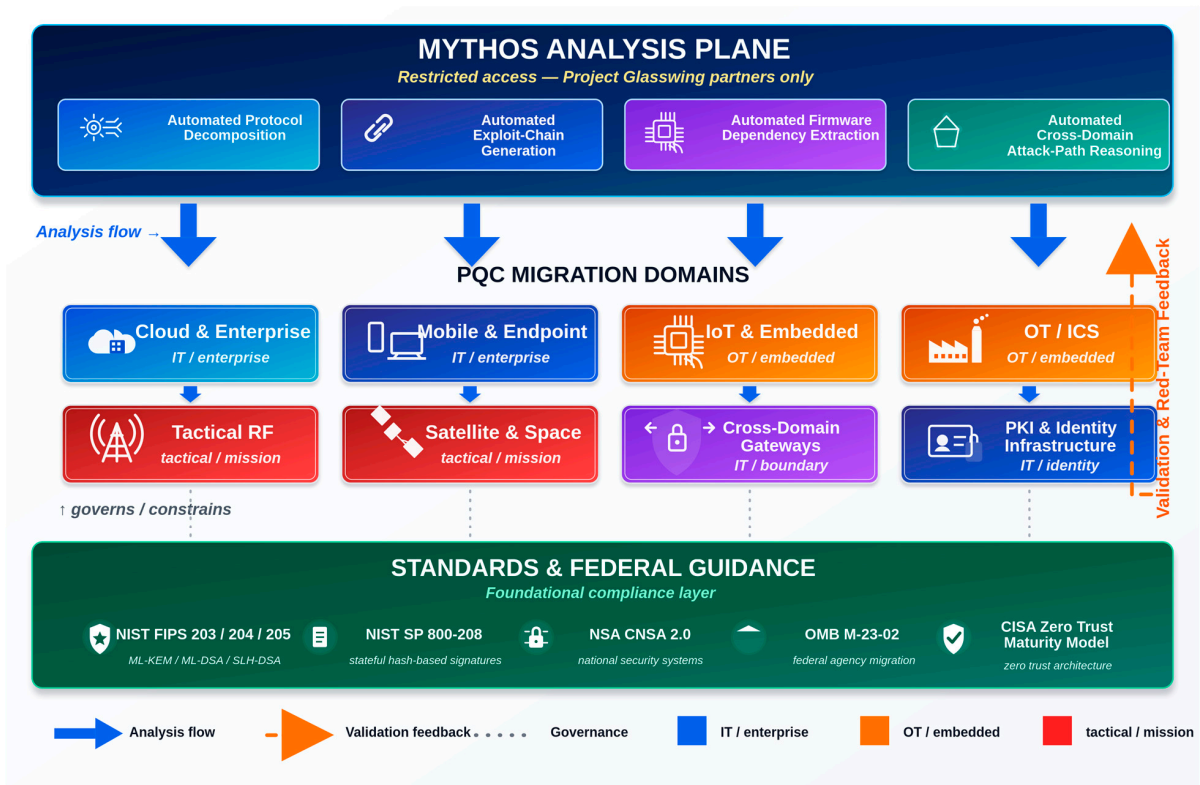 MYTHOS ANALYSIS PLANE
Restricted access — Project Glasswing partners only
Automated Protocol
Decomposition
Automated
Exploit-Chain
Generation
Automated Firmware
Dependency Extraction
Automated
Cross-Domain
Attack-Path Reasoning
Analysis flow →
PQC MIGRATION DOMAINS
Cloud & Enterprise
IT / enterprise
Mobile & Endpoint
IT / enterprise
IoT & Embedded
OT / embedded
OT / ICS
OT / embedded
Validation & Red-Team Feedback
Tactical RF
tactical / mission
Satellite & Space
tactical / mission
Cross-Domain
Gateways
IT / boundary
PKI & Identity
Infrastructure
IT / identity
↑ governs / constrains
STANDARDS & FEDERAL GUIDANCE
Foundational compliance layer
NIST FIPS 203 / 204 / 205
ML-KEM / ML-DSA / SLH-DSA
NIST SP 800-208
stateful hash-based signatures
NSA CNSA 2.0
national security systems
OMB M-23-02
federal agency migration
CISA Zero Trust
Maturity Model
zero trust architecture
Analysis flow
Validation feedback
Governance
IT / enterprise
OT / embedded
tactical / mission